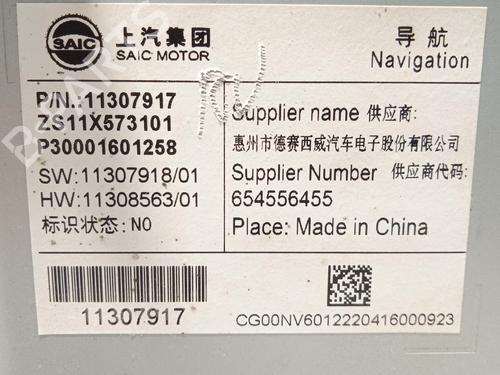 SAIC
上汽集团
SAIC MOTOR
导航
Navigation
P/N.:11307917
ZS11X573101
P30001601258
SW:11307918/01
HW:11308563/01
标识状态: NO
Supplier name 供应商:
惠州市德赛西威汽车电子股份有限公司
Supplier Number 供应商代码:
654556455
Place: Made in China
11307917
CG00NV6012220416000923